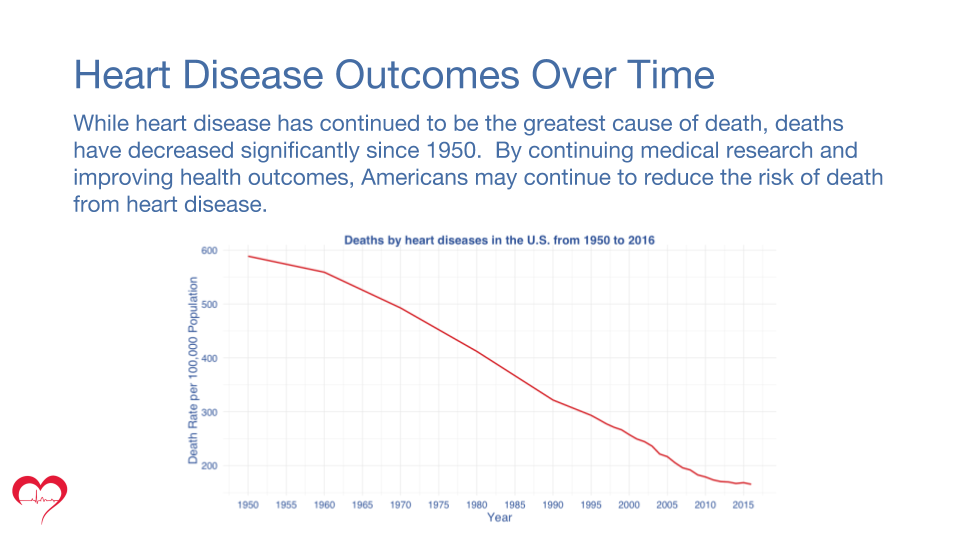 Heart Disease Outcomes Over Time
While heart disease has continued to be the greatest cause of death, deaths
have decreased significantly since 1950.  By continuing medical research and
improving health outcomes, Americans may continue to reduce the risk of death
from heart disease.
Deaths by heart diseases in the U.S. from 1950 to 2016
Death Rate per 100,000 Population
600
500
400
300
200
1950 1955 1960 1965 1970 1975 1980 1985 1990 1995 2000 2005 2010 2015
Year